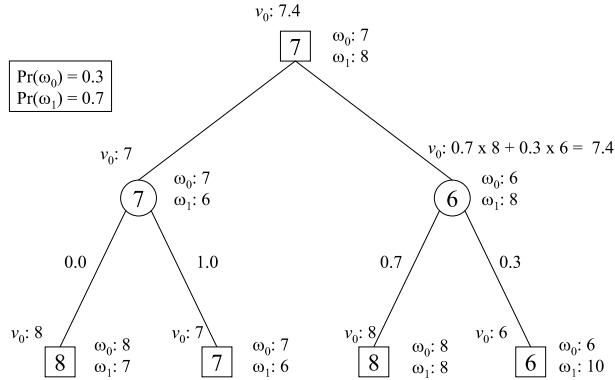 v₀: 7.4
7
ω₀: 7
ω₁: 8
Pr(ω₀) = 0.3
Pr(ω₁) = 0.7
v₀: 7
7
ω₀: 7
ω₁: 6
v₀: 0.7 x 8 + 0.3 x 6 = 7.4
6
ω₀: 6
ω₁: 8
0.0
1.0
0.7
0.3
v₀: 8
8
ω₀: 8
ω₁: 7
v₀: 7
7
ω₀: 7
ω₁: 6
v₀: 8
8
ω₀: 8
ω₁: 8
v₀: 6
6
ω₀: 6
ω₁: 10